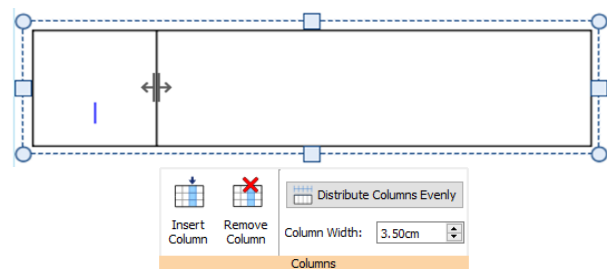 Insert Column
Remove Column
Distribute Columns Evenly
Column Width: 3.50cm
Columns